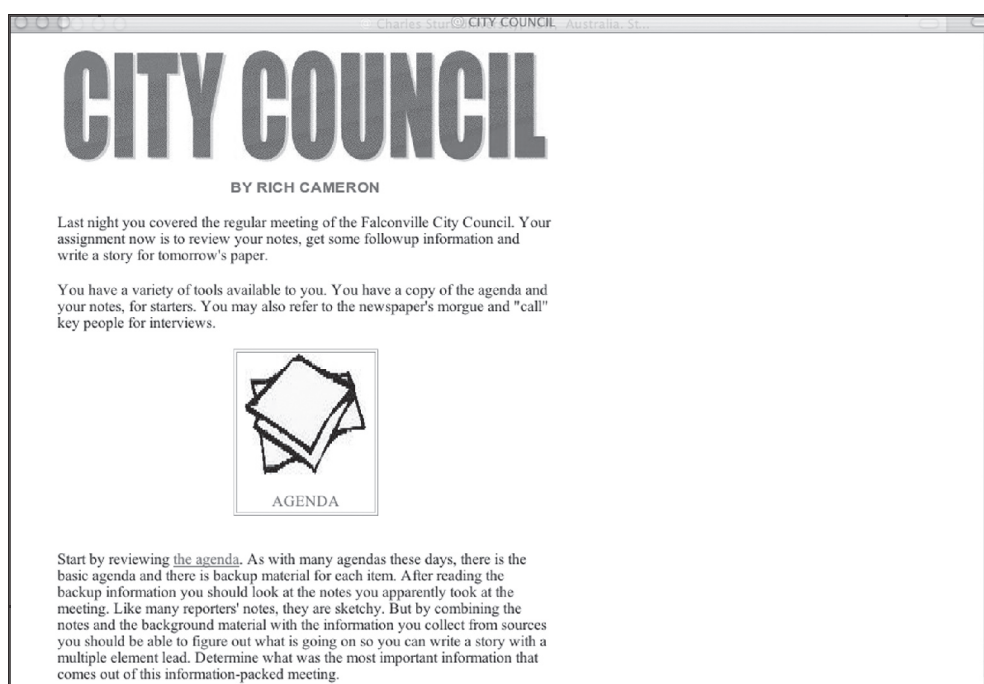 CITY COUNCIL
CITY COUNCIL
BY RICH CAMERON
Last night you covered the regular meeting of the Falconville City Council. Your
assignment now is to review your notes, get some followup information and
write a story for tomorrow's paper.
You have a variety of tools available to you. You have a copy of the agenda and
your notes, for starters. You may also refer to the newspaper's morgue and "call"
key people for interviews.
AGENDA
Start by reviewing the agenda. As with many agendas these days, there is the
basic agenda and there is backup material for each item. After reading the
backup information you should look at the notes you apparently took at the
meeting. Like many reporters' notes, they are sketchy. But by combining the
notes and the background material with the information you collect from sources
you should be able to figure out what is going on so you can write a story with a
multiple element lead. Determine what was the most important information that
comes out of this information-packed meeting.